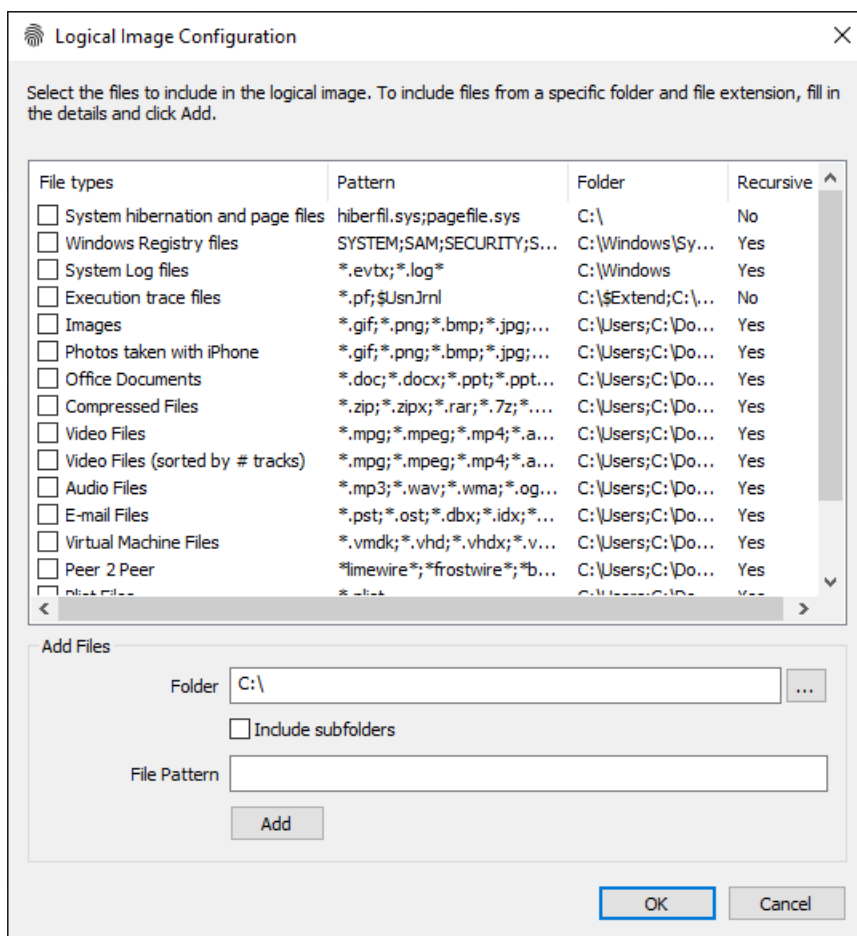 Logical Image Configuration
Select the files to include in the logical image. To include files from a specific folder and file extension, fill in
the details and click Add.
File types Pattern Folder Recursive
System hibernation and page files hiberfil.sys;pagefile.sys C:\ No
Windows Registry files SYSTEM;SAM;SECURITY;S... C:\Windows\Sy... Yes
System Log files *.evtx;*.log* C:\Windows Yes
Execution trace files *.pf;$UsnJrnl C:\$Extend;C:\... No
Images *.gif;*.png;*.bmp;*.jpg;... C:\Users;C:\Do... Yes
Photos taken with iPhone *.gif;*.png;*.bmp;*.jpg;... C:\Users;C:\Do... Yes
Office Documents *.doc;*.docx;*.ppt;*.ppt... C:\Users;C:\Do... Yes
Compressed Files *.zip;*.zipx;*.rar;*.7z;*.... C:\Users;C:\Do... Yes
Video Files *.mpg;*.mpeg;*.mp4;*.a... C:\Users;C:\Do... Yes
Video Files (sorted by # tracks) *.mpg;*.mpeg;*.mp4;*.a... C:\Users;C:\Do... Yes
Audio Files *.mp3;*.wav;*.wma;*.og... C:\Users;C:\Do... Yes
E-mail Files *.pst;*.ost;*.dbx;*.idx;*... C:\Users;C:\Do... Yes
Virtual Machine Files *.vmdk;*.vhd;*.vhdx;*.v... C:\Users;C:\Do... Yes
Peer 2 Peer *limewire*;*frostwire*;*b... C:\Users;C:\Do... Yes
Plist Files *.plist C:\Users;C:\Do... Yes
Add Files
Folder C:\ ...
Include subfolders
File Pattern
Add
OK Cancel